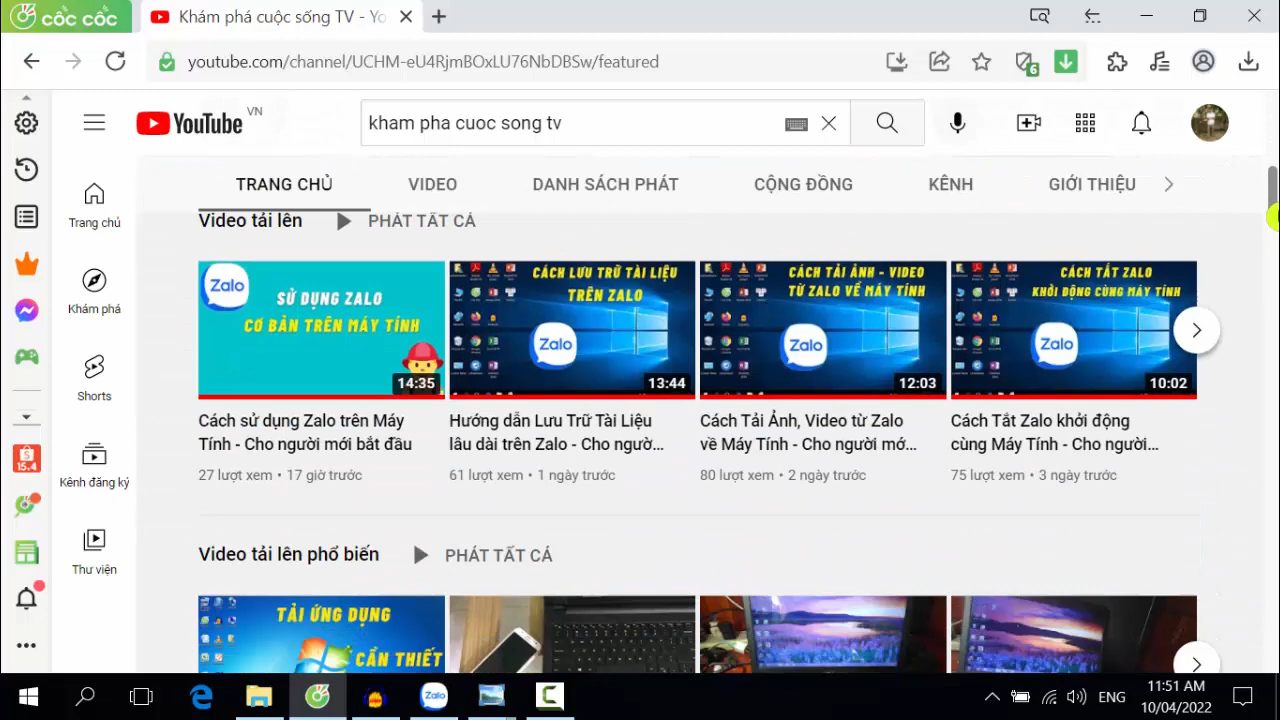 cốc cốc
Khám phá cuộc sống TV - Yo
youtube.com/channel/UCHM-eU4RjmBOxLU76NbDBSw/featured
6
YouTube VN
kham pha cuoc song tv
TRANG CHỦ
VIDEO
DANH SÁCH PHÁT
CỘNG ĐỒNG
KÊNH
GIỚI THIỆU
Trang chủ
Khám phá
Shorts
Kênh đăng ký
Thư viện
15.4
Video tải lên
PHÁT TẤT CẢ
Zalo
SỬ DỤNG ZALO
CƠ BẢN TRÊN MÁY TÍNH
14:35
CÁCH LƯU TRỮ TÀI LIỆU
TRÊN ZALO
Zalo
13:44
CÁCH TẢI ẢNH - VIDEO
TỪ ZALO VỀ MÁY TÍNH
Zalo
12:03
CÁCH TẮT ZALO
KHỞI ĐỘNG CÙNG MÁY TÍNH
Zalo
10:02
Cách sử dụng Zalo trên Máy
Tính - Cho người mới bắt đầu
27 lượt xem • 17 giờ trước
Hướng dẫn Lưu Trữ Tài Liệu
lâu dài trên Zalo - Cho ngườ...
61 lượt xem • 1 ngày trước
Cách Tải Ảnh, Video từ Zalo
về Máy Tính - Cho người mớ...
80 lượt xem • 2 ngày trước
Cách Tắt Zalo khởi động
cùng Máy Tính - Cho người...
75 lượt xem • 3 ngày trước
Video tải lên phổ biến
PHÁT TẤT CẢ
TẢI ỨNG DỤNG
CẦN THIẾT
Zalo
ENG
11:51 AM
10/04/2022